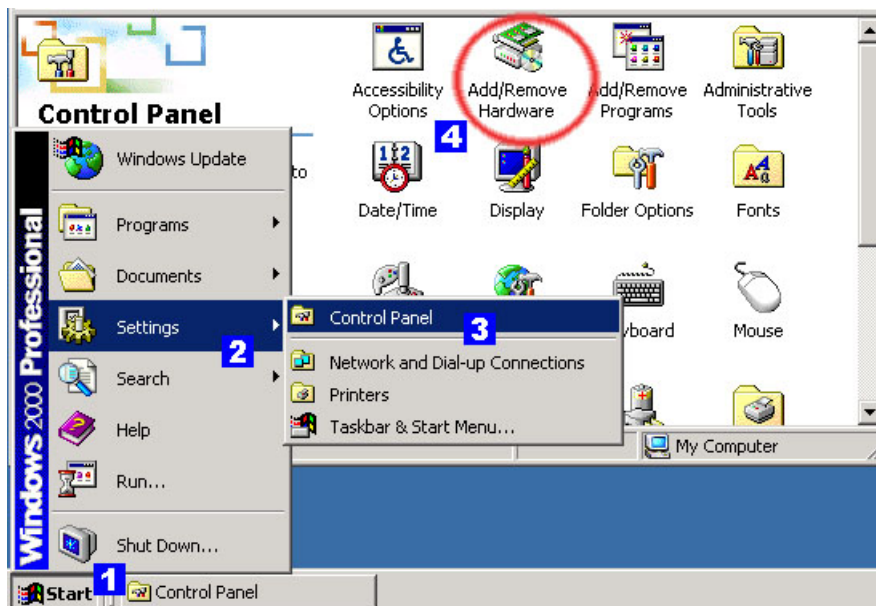 Control Panel
Accessibility Options
Add/Remove Hardware
Add/Remove Programs
Administrative Tools
4
to
Date/Time
Display
Folder Options
Fonts
Mouse
My Computer
Windows 2000 Professional
Windows Update
Programs
Documents
Settings
2
Search
Help
Run...
Shut Down...
Control Panel
3
Network and Dial-up Connections
Printers
Taskbar & Start Menu...
Start
1
Control Panel